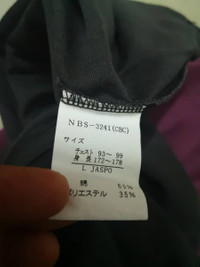 NBS-3241(CBC)
サイズ
チェスト 93〜 99
身 長 172〜178
L JASPO
綿 65%
ポリエステル 35%